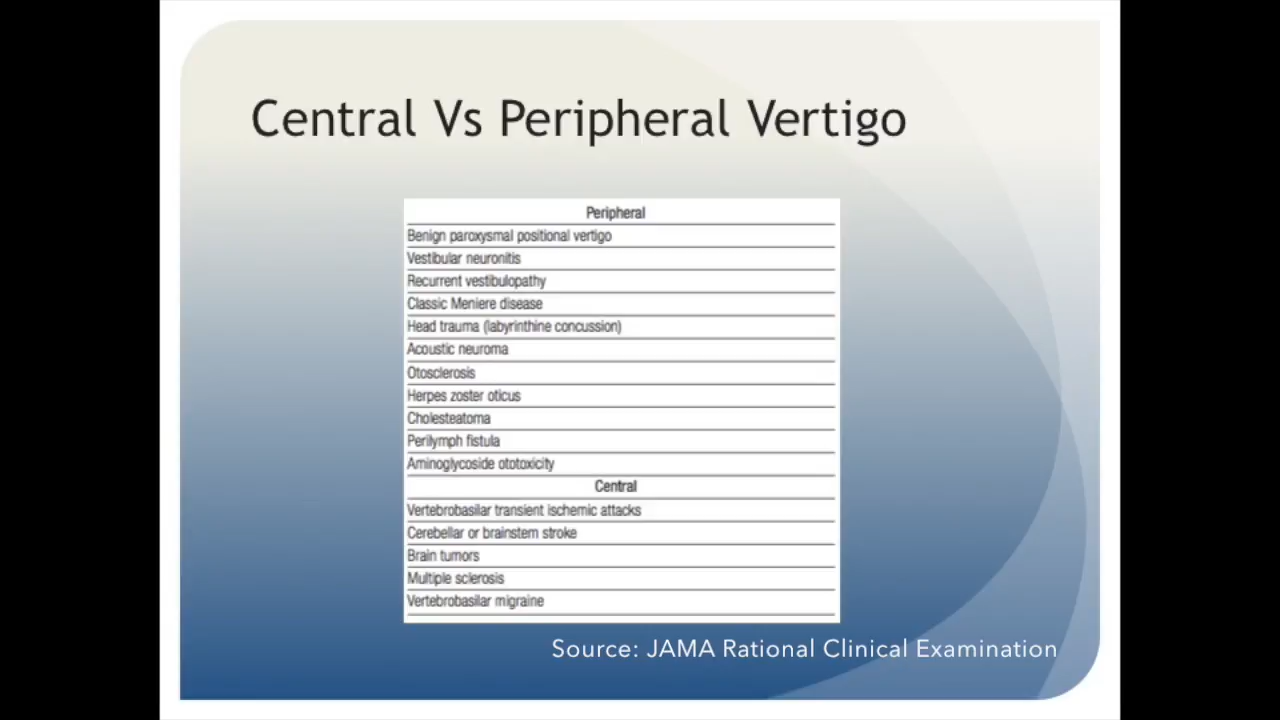 Central Vs Peripheral Vertigo
Peripheral
Benign paroxysmal positional vertigo
Vestibular neuronitis
Recurrent vestibulopathy
Classic Meniere disease
Head trauma (labyrinthine concussion)
Acoustic neuroma
Otosclerosis
Herpes zoster oticus
Cholesteatoma
Perilymph fistula
Aminoglycoside ototoxicity
Central
Vertebrobasilar transient ischemic attacks
Cerebellar or brainstem stroke
Brain tumors
Multiple sclerosis
Vertebrobasilar migraine
Source: JAMA Rational Clinical Examination